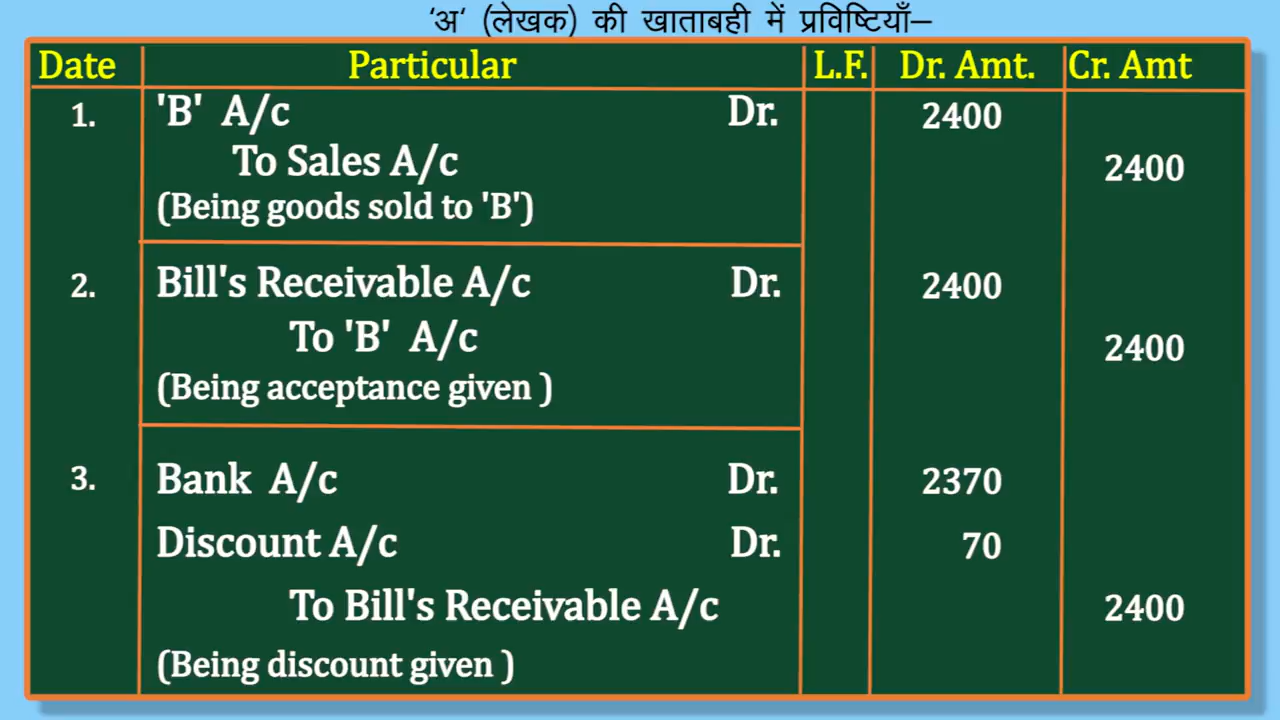 ‘अ‘ (लेखक) की खाताबही में प्रविष्टियाँ–
Date Particular L.F. Dr. Amt. Cr. Amt
1. 'B' A/c Dr. 2400
To Sales A/c 2400
(Being goods sold to 'B')
2. Bill's Receivable A/c Dr. 2400
To 'B' A/c 2400
(Being acceptance given )
3. Bank A/c Dr. 2370
Discount A/c Dr. 70
To Bill's Receivable A/c 2400
(Being discount given )